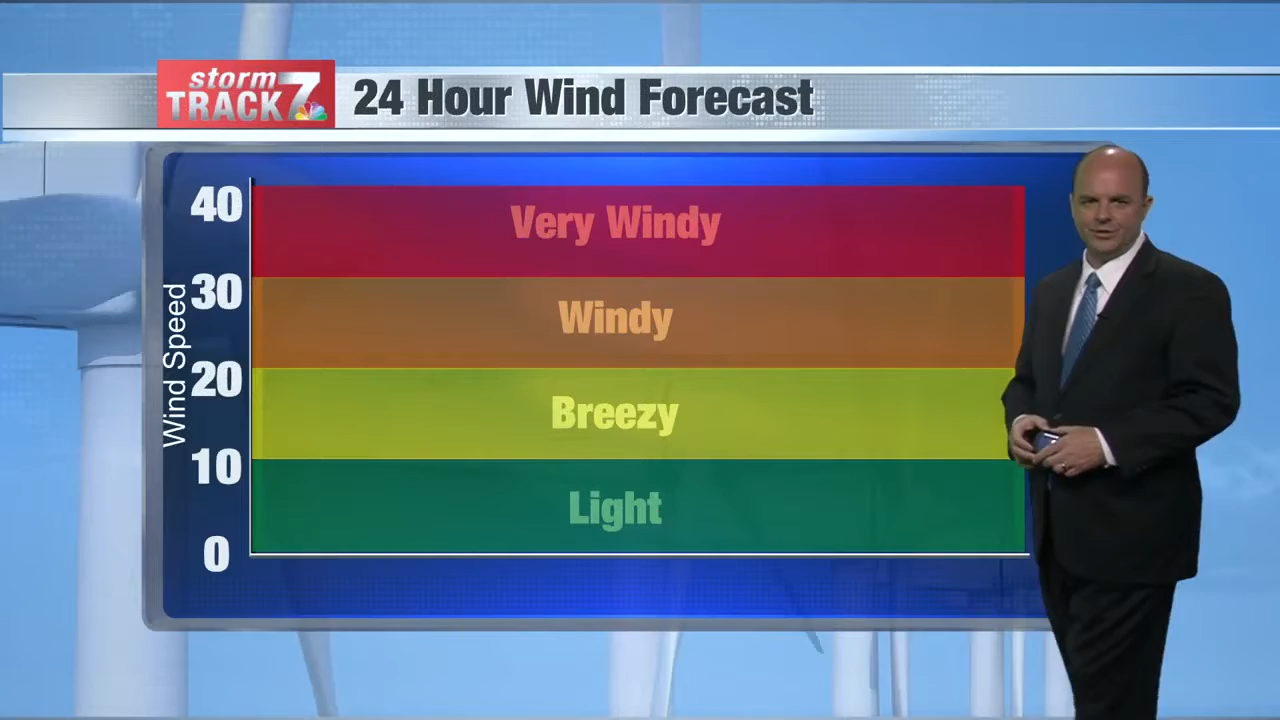 storm
TRACK 7
24 Hour Wind Forecast
40
Very Windy
30
Windy
Wind Speed
20
Breezy
10
Light
0